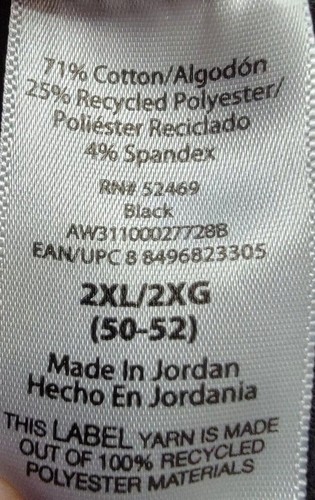 71% Cotton/Algodón
25% Recycled Polyester/
Poliéster Reciclado
4% Spandex
RN# 52469
Black
AW31100027728B
EAN/UPC 8 8496823305
2XL/2XG
(50-52)
Made In Jordan
Hecho En Jordania
THIS LABEL YARN IS MADE
OUT OF 100% RECYCLED
POLYESTER MATERIALS